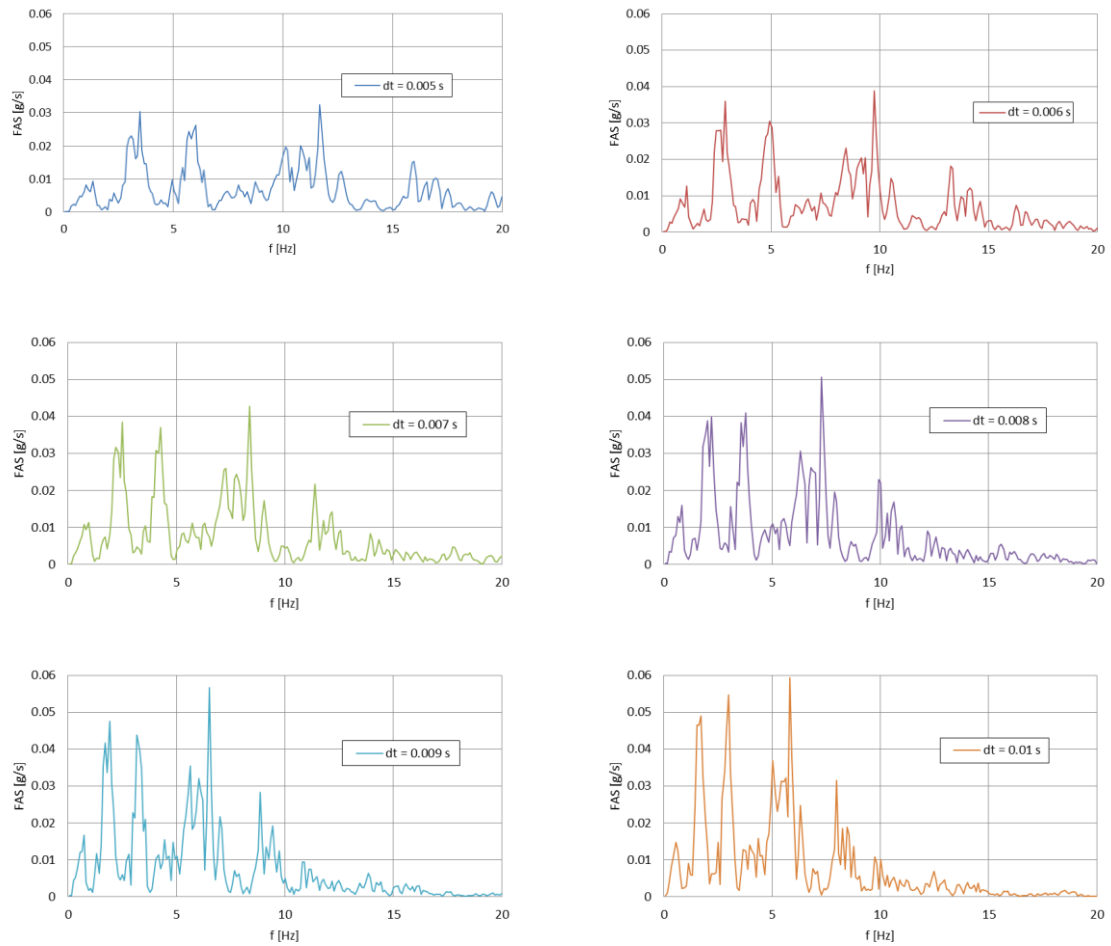 0.06
0.05
0.04
0.03
0.02
0.01
0
FAS [g/s]
dt = 0.005 s
0 5 10 15 20
f [Hz]
0.06
0.05
0.04
0.03
0.02
0.01
0
FAS [g/s]
dt = 0.006 s
0 5 10 15 20
f [Hz]
0.06
0.05
0.04
0.03
0.02
0.01
0
FAS [g/s]
dt = 0.007 s
0 5 10 15 20
f [Hz]
0.06
0.05
0.04
0.03
0.02
0.01
0
FAS [g/s]
dt = 0.008 s
0 5 10 15 20
f [Hz]
0.06
0.05
0.04
0.03
0.02
0.01
0
FAS [g/s]
dt = 0.009 s
0 5 10 15 20
f [Hz]
0.06
0.05
0.04
0.03
0.02
0.01
0
FAS [g/s]
dt = 0.01 s
0 5 10 15 20
f [Hz]